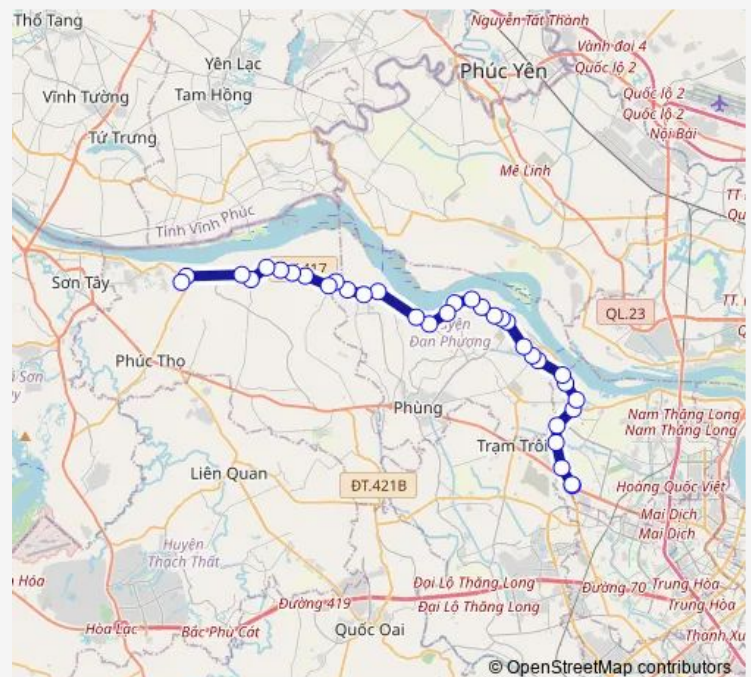 Thổ Tang
Nguyễn Tất Thành
Vành đai 4
Quốc lộ 2
Yên Lạc
Phúc Yên
Vĩnh Tường
Tam Hồng
Quốc lộ 2
Quốc lộ 2
Nội Bài
Tứ Trưng
Mê Linh
TT
Tỉnh Vĩnh Phúc
417
Sơn Tây
QL.23
Đan Phượng
Phúc Thọ
Phùng
Nam Thăng Long
Nam Thăng Long
Trạm Trôi
Liên Quan
ĐT.421B
Hoàng Quốc Việt
Mai Dịch
Mai Dịch
Huyện
Thạch Thất
Đại Lộ Thăng Long
Đại Lộ Thăng Long
Đường 70
Trung Hòa
Trung Hòa
Đường 419
Hòa Lạc
Bắc Phú Cát
Quốc Oai
© OpenStreetMap contributors